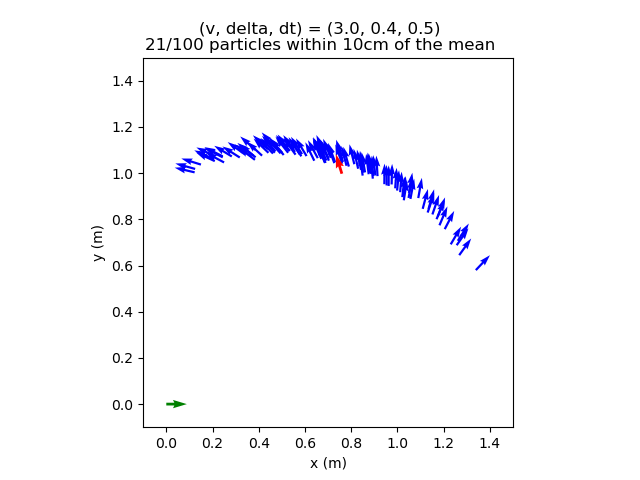 (v, delta, dt) = (3.0, 0.4, 0.5)
21/100 particles within 10cm of the mean
1.4
1.2
1.0
0.8
0.6
0.4
0.2
0.0
y (m)
0.0 0.2 0.4 0.6 0.8 1.0 1.2 1.4
x (m)